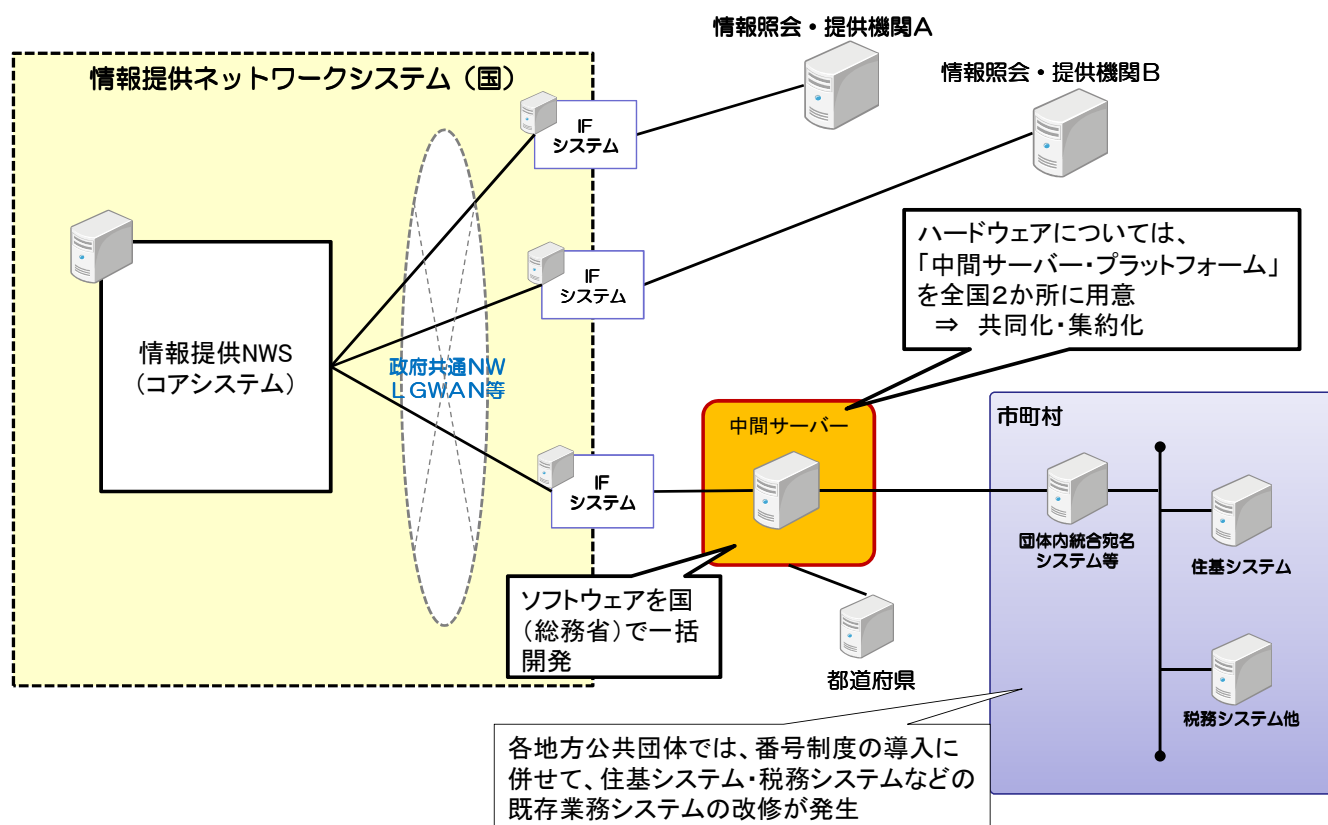 情報照会・提供機関A
情報提供ネットワークシステム（国）
情報照会・提供機関B
IF
システム
IF
システム
ハードウェアについては、
「中間サーバー・プラットフォーム」
を全国２か所に用意
⇒ 共同化・集約化
情報提供NWS
（コアシステム）
政府共通NW
ＬGWAN等
中間サーバー
市町村
IF
システム
団体内統合宛名
システム等
住基システム
ソフトウェアを国
（総務省）で一括
開発
都道府県
税務システム他
各地方公共団体では、番号制度の導入に
併せて、住基システム・税務システムなどの
既存業務システムの改修が発生